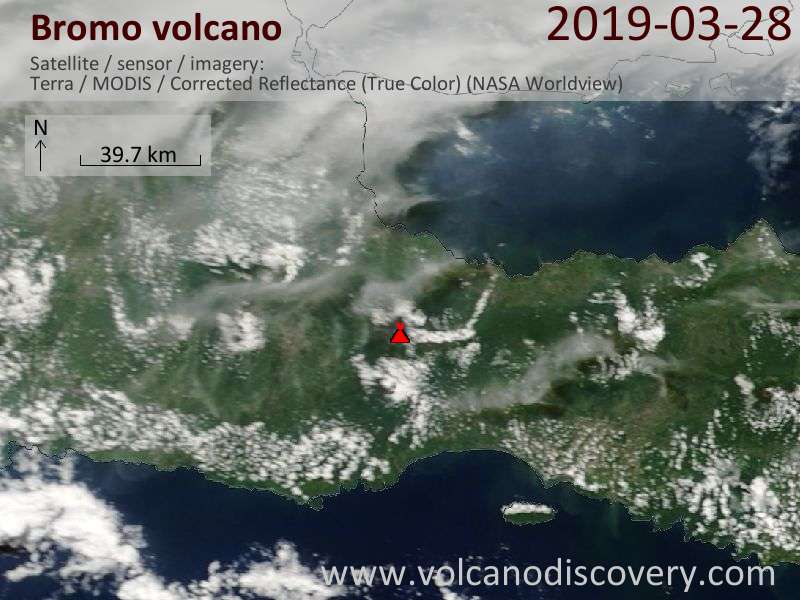 Bromo volcano
2019-03-28
Satellite / sensor / imagery:
Terra / MODIS / Corrected Reflectance (True Color) (NASA Worldview)
N
39.7 km
www.volcanodiscovery.com